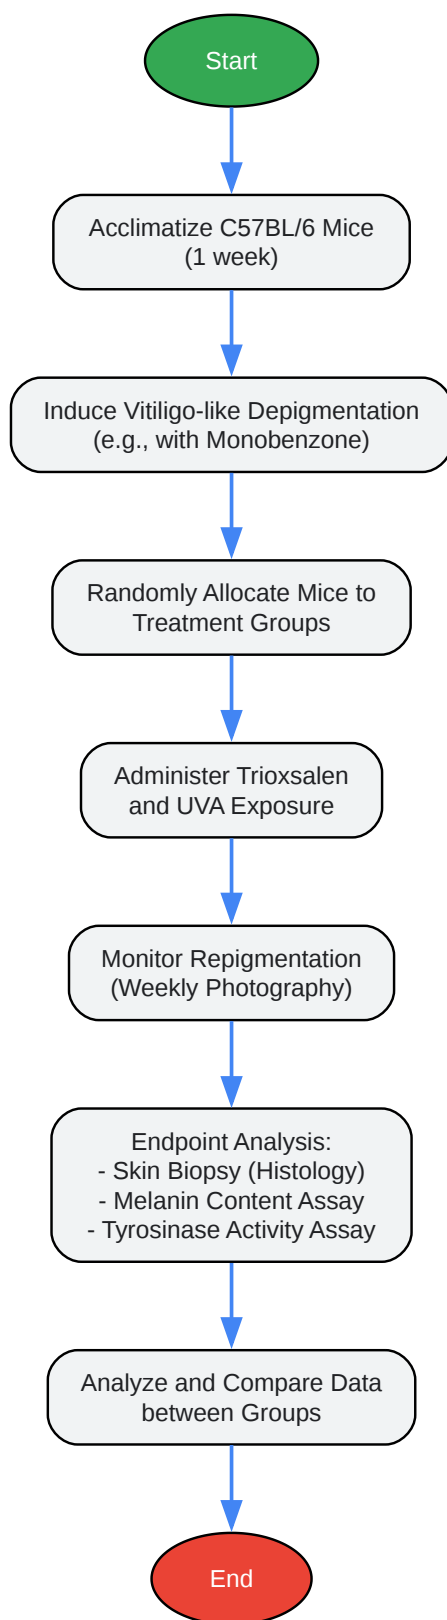 Start
Acclimatize C57BL/6 Mice
(1 week)
Induce Vitiligo-like Depigmentation
(e.g., with Monobenzone)
Randomly Allocate Mice to
Treatment Groups
Administer Trioxsalen
and UVA Exposure
Monitor Repigmentation
(Weekly Photography)
Endpoint Analysis:
- Skin Biopsy (Histology)
- Melanin Content Assay
- Tyrosinase Activity Assay
Analyze and Compare Data
between Groups
End